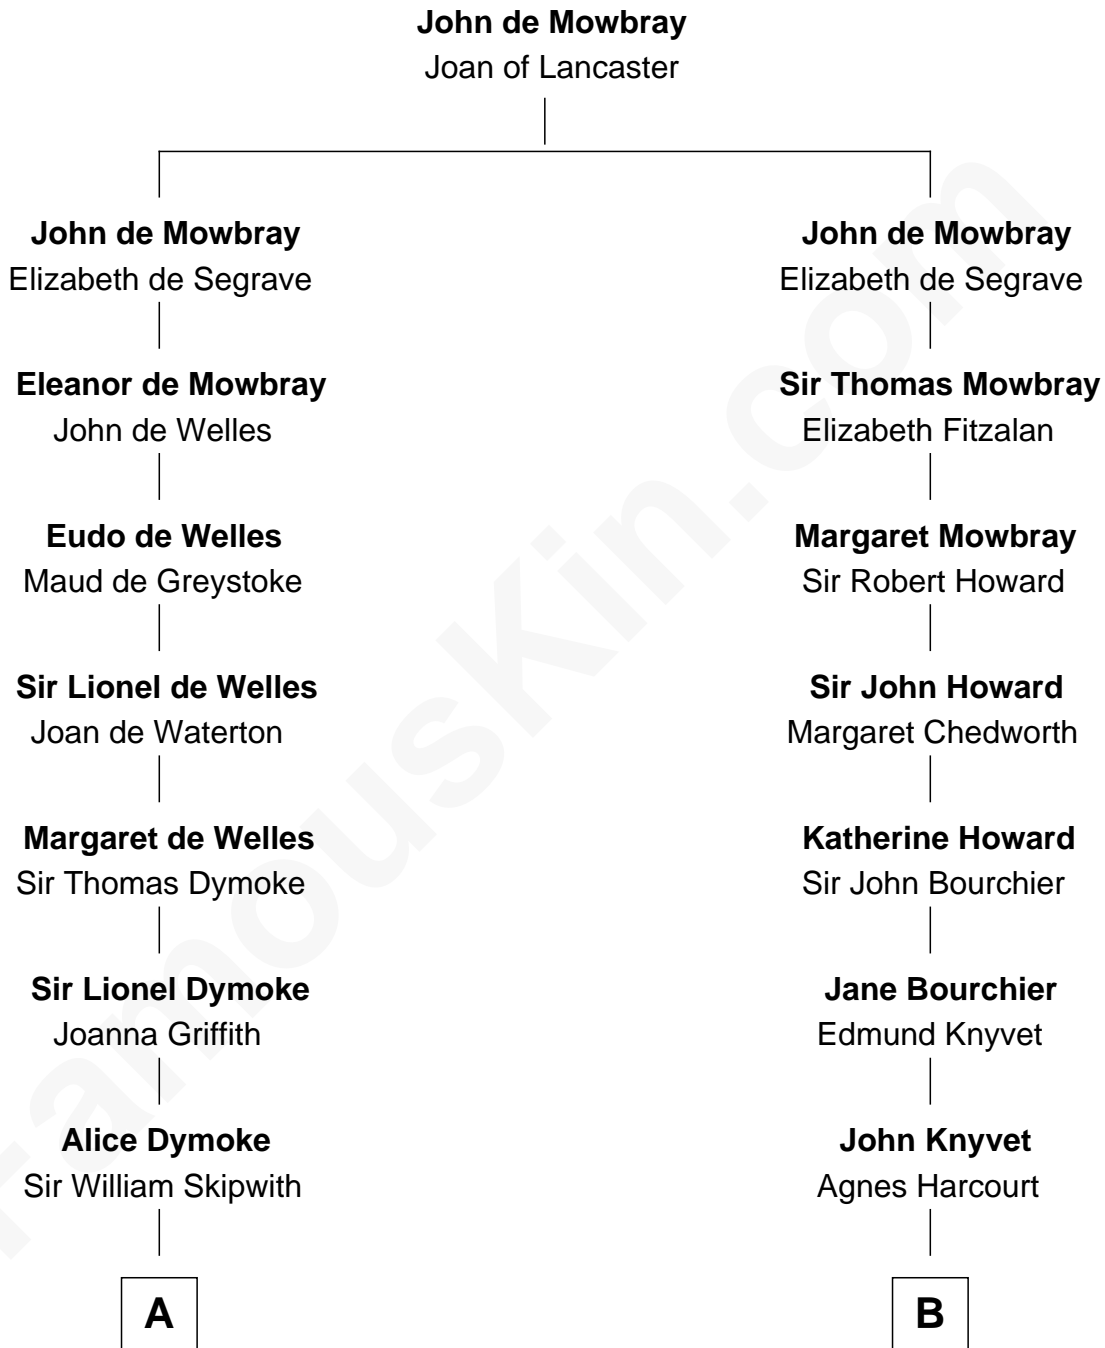 John de Mowbray
Joan of Lancaster
John de Mowbray
Elizabeth de Segrave
Eleanor de Mowbray
John de Welles
Eudo de Welles
Maud de Greystoke
Sir Lionel de Welles
Joan de Waterton
Margaret de Welles
Sir Thomas Dymoke
Sir Lionel Dymoke
Joanna Griffith
Alice Dymoke
Sir William Skipwith
A
John de Mowbray
Elizabeth de Segrave
Sir Thomas Mowbray
Elizabeth Fitzalan
Margaret Mowbray
Sir Robert Howard
Sir John Howard
Margaret Chedworth
Katherine Howard
Sir John Bourchier
Jane Bourchier
Edmund Knyvet
John Knyvet
Agnes Harcourt
B
FamousKin.com